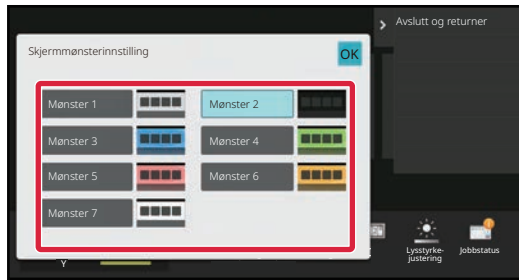 Avslutt og returner
Skjermmønsterinnstilling
OK
Mønster 1
Mønster 2
Mønster 3
Mønster 4
Mønster 5
Mønster 6
Mønster 7
Y
Lysstyrke-
justering
Jobbstatus